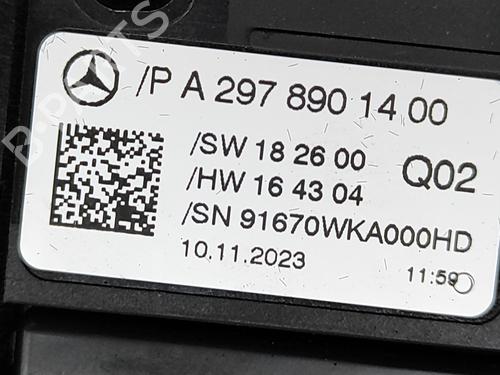 /P A 297 890 14 00
/SW 18 26 00 Q02
/HW 16 43 04
/SN 91670WKA000HD
10.11.2023 11:59
B-PARTS